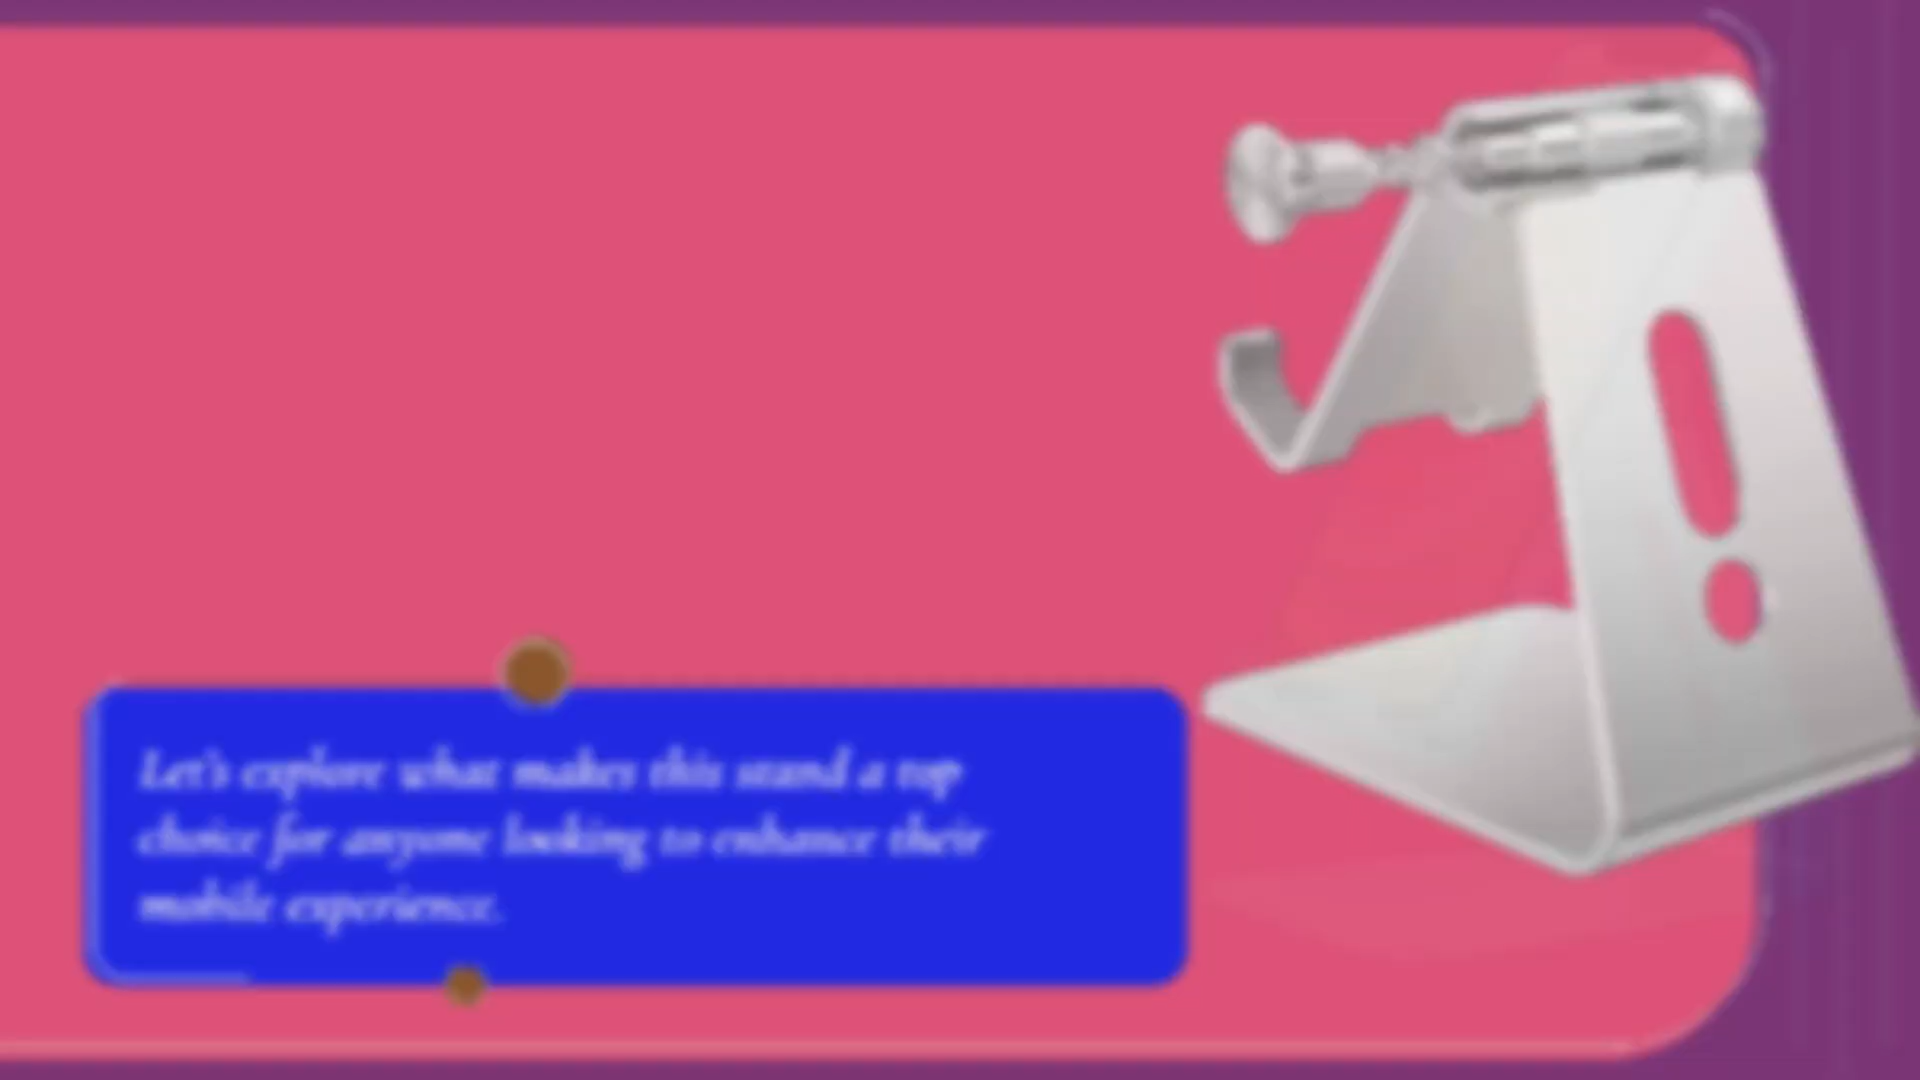 Let's explore what makes this stand a top
choice for anyone looking to enhance their
mobile experience.